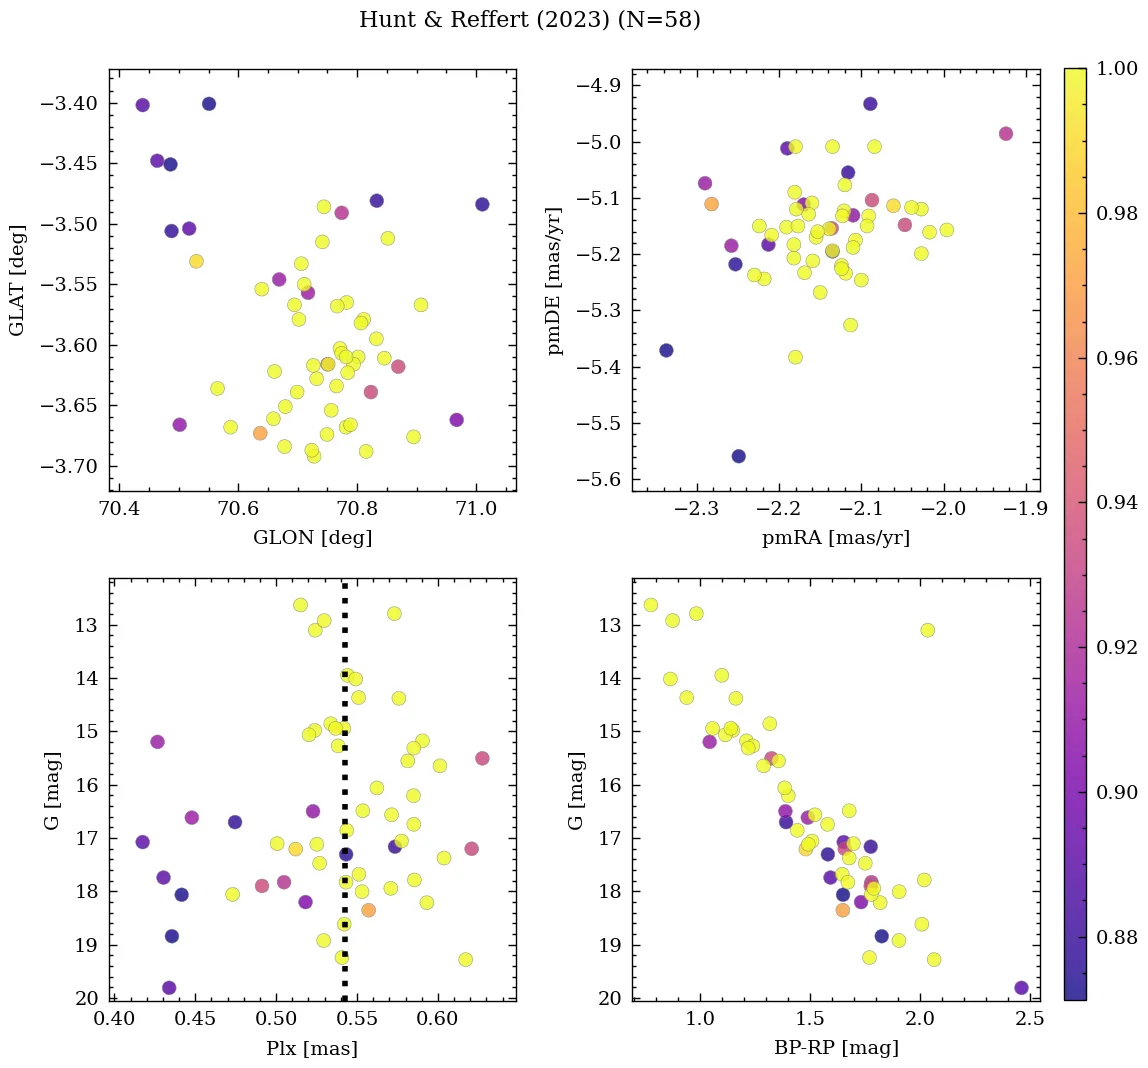 Hunt & Reffert (2023) (N=58)
−3.40
−3.45
−3.50
−3.55
−3.60
−3.65
−3.70
GLAT [deg]
70.4 70.6 70.8 71.0
GLON [deg]
−4.9
−5.0
−5.1
−5.2
−5.3
−5.4
−5.5
−5.6
pmDE [mas/yr]
−2.3 −2.2 −2.1 −2.0 −1.9
pmRA [mas/yr]
1.00
0.98
0.96
0.94
0.92
0.90
0.88
13
14
15
16
17
18
19
20
G [mag]
0.40 0.45 0.50 0.55 0.60
Plx [mas]
13
14
15
16
17
18
19
20
G [mag]
1.0 1.5 2.0 2.5
BP-RP [mag]